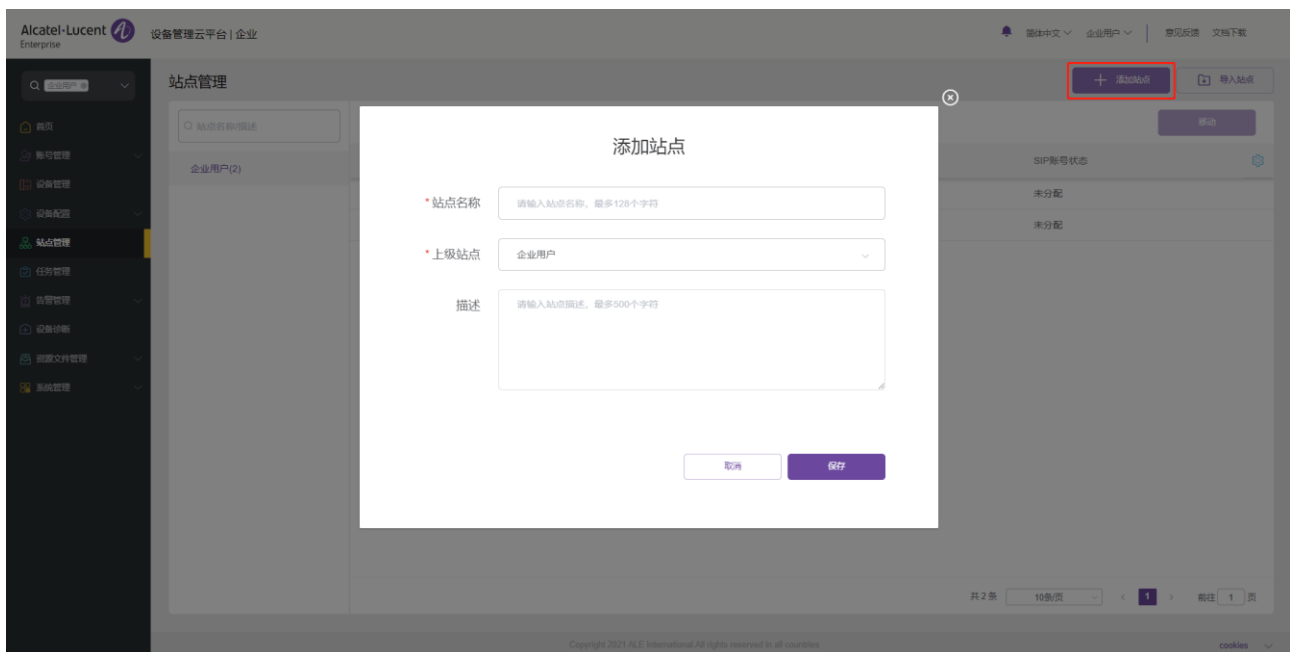 Alcatel-Lucent
Enterprise
设备管理云平台 | 企业
简体中文
企业用户
意见反馈
文档下载
企业用户
站点管理
添加站点
导入站点
首页
账号管理
设备管理
设备配置
站点管理
任务管理
告警管理
设备诊断
资源文件管理
系统管理
站点名称/描述
企业用户(2)
移动
SIP账号状态
未分配
未分配
添加站点
*站点名称
请输入站点名称，最多128个字符
*上级站点
企业用户
描述
请输入站点描述，最多500个字符
取消
保存
共 2 条
10条/页
1
前往 1 页
Copyright 2021 ALE International All rights reserved in all countries
cookies